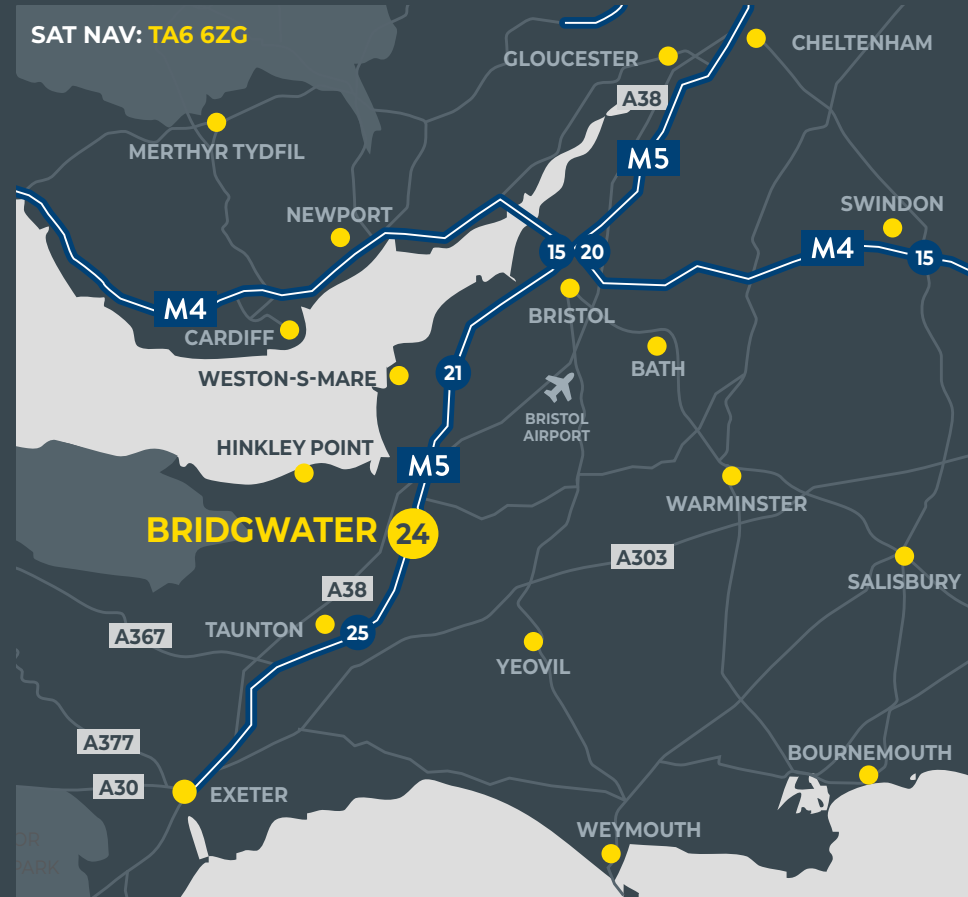 SAT NAV: TA6 6ZG
CHELTENHAM
GLOUCESTER
A38
MERTHYR TYDFIL
M5
SWINDON
NEWPORT
15
20
M4
15
M4
BRISTOL
CARDIFF
BATH
WESTON-S-MARE
21
BRISTOL
AIRPORT
HINKLEY POINT
M5
WARMINSTER
BRIDGWATER
24
A303
SALISBURY
A38
TAUNTON
25
A367
YEOVIL
A377
BOURNEMOUTH
A30
EXETER
WEYMOUTH
OR
PARK